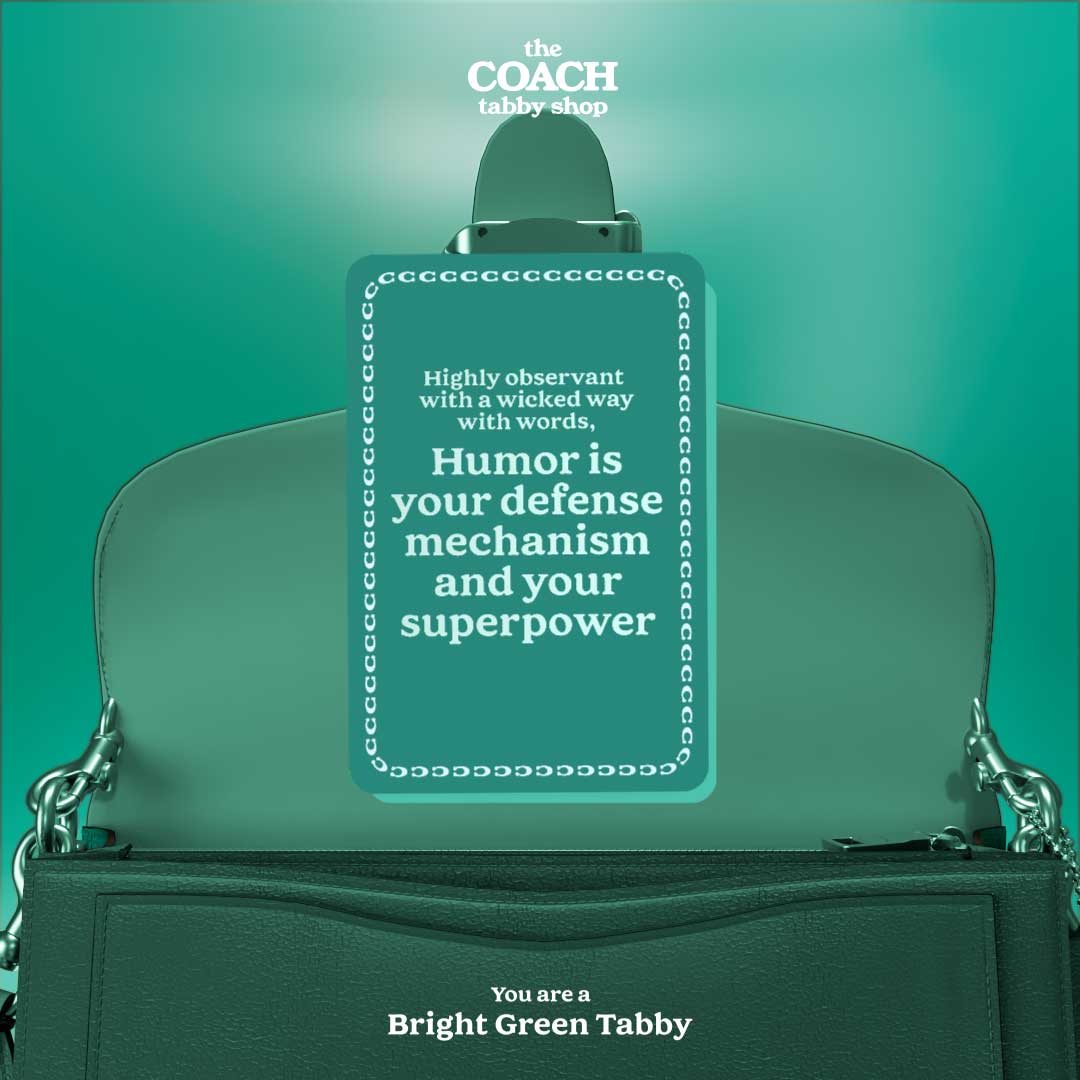 the
COACH
tabby shop
Highly observant
with a wicked way
with words,
Humor is
your defense
mechanism
and your
superpower
You are a
Bright Green Tabby